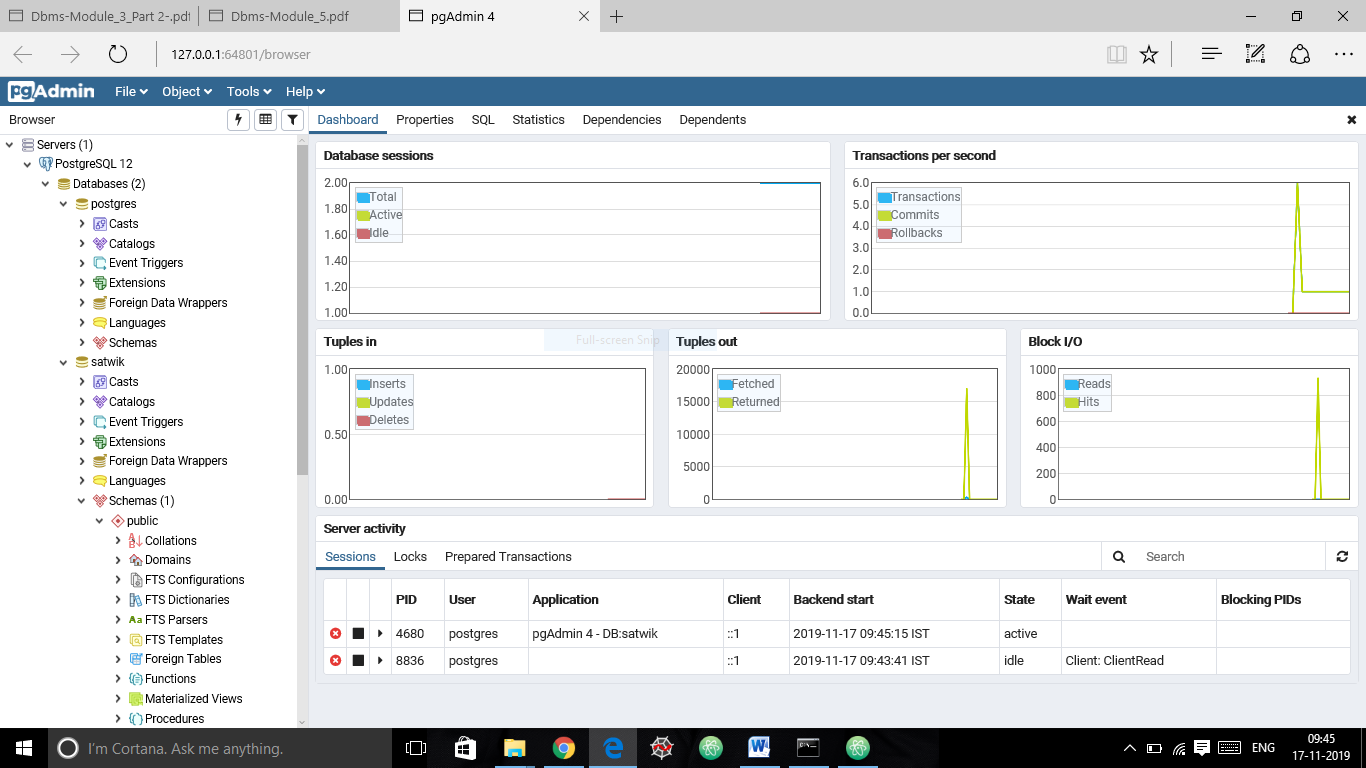 Dbms-Module_3_Part 2-.pdf
Dbms-Module_5.pdf
pgAdmin 4
127.0.0.1:64801/browser
pgAdmin
File
Object
Tools
Help
Browser
Dashboard
Properties
SQL
Statistics
Dependencies
Dependents
Servers (1)
PostgreSQL 12
Databases (2)
postgres
Casts
Catalogs
Event Triggers
Extensions
Foreign Data Wrappers
Languages
Schemas
satwik
Casts
Catalogs
Event Triggers
Extensions
Foreign Data Wrappers
Languages
Schemas (1)
public
Collations
Domains
FTS Configurations
FTS Dictionaries
FTS Parsers
FTS Templates
Foreign Tables
Functions
Materialized Views
Procedures
Database sessions
2.00
1.80
1.60
1.40
1.20
1.00
Total
Active
Idle
Transactions per second
6.0
5.0
4.0
3.0
2.0
1.0
0.0
Transactions
Commits
Rollbacks
Full-screen Snip
Tuples in
1.00
0.50
0.00
Inserts
Updates
Deletes
Tuples out
20000
15000
10000
5000
0
Fetched
Returned
Block I/O
1000
800
600
400
200
0
Reads
Hits
Server activity
Sessions
Locks
Prepared Transactions
Search
PID User Application Client Backend start State Wait event Blocking PIDs
4680 postgres pgAdmin 4 - DB:satwik ::1 2019-11-17 09:45:15 IST active
8836 postgres ::1 2019-11-17 09:43:41 IST idle Client: ClientRead
I'm Cortana. Ask me anything.
ENG
09:45
17-11-2019